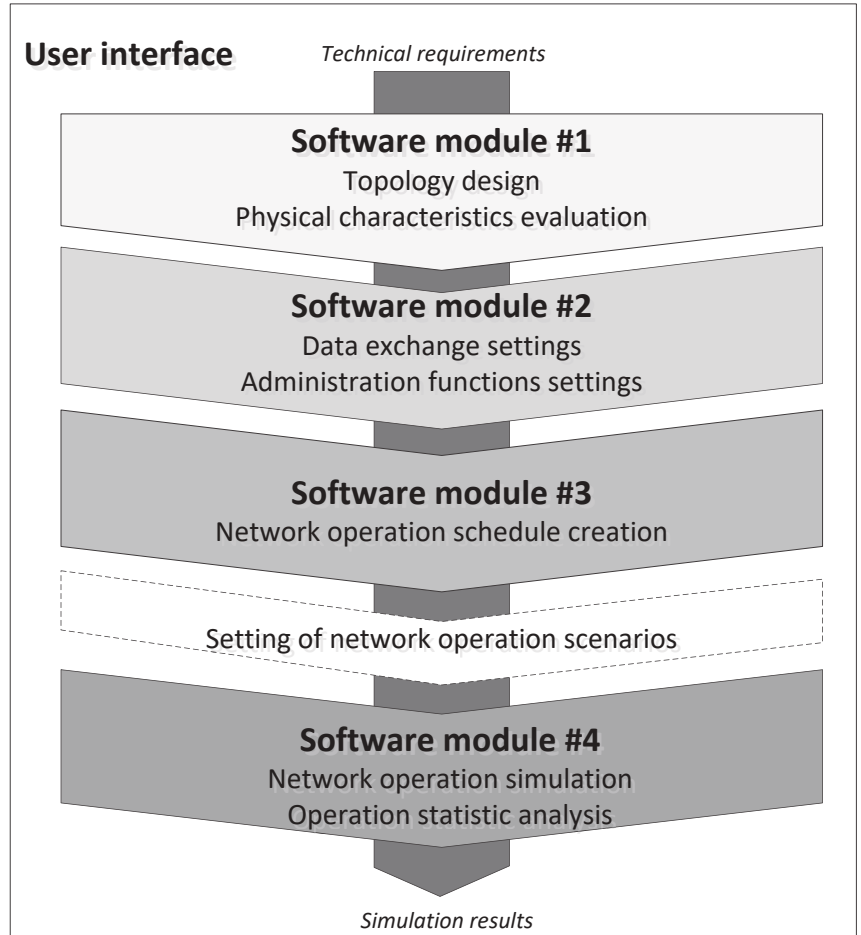 User interface
Technical requirements
Software module #1
Topology design
Physical characteristics evaluation
Software module #2
Data exchange settings
Administration functions settings
Software module #3
Network operation schedule creation
Setting of network operation scenarios
Software module #4
Network operation simulation
Operation statistic analysis
Simulation results